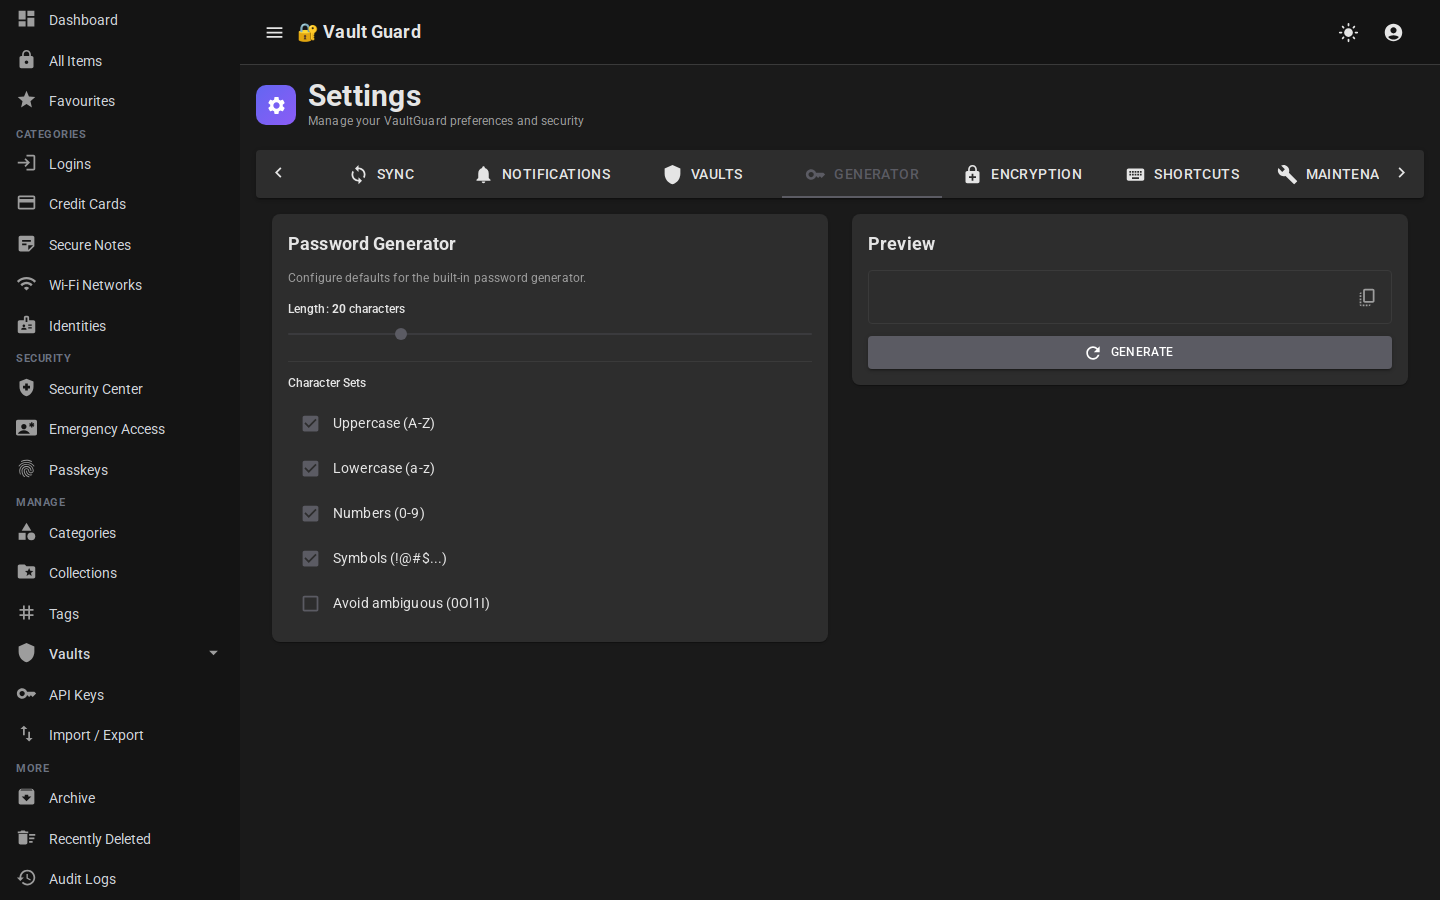 Dashboard
All Items
Favourites
CATEGORIES
Logins
Credit Cards
Secure Notes
Wi-Fi Networks
Identities
SECURITY
Security Center
Emergency Access
Passkeys
MANAGE
Categories
Collections
Tags
Vaults
API Keys
Import / Export
MORE
Archive
Recently Deleted
Audit Logs
🔐 Vault Guard
Settings
Manage your VaultGuard preferences and security
SYNC NOTIFICATIONS VAULTS GENERATOR ENCRYPTION SHORTCUTS MAINTENA
Password Generator
Configure defaults for the built-in password generator.
Length: 20 characters
Character Sets
Uppercase (A-Z)
Lowercase (a-z)
Numbers (0-9)
Symbols (!@#$...)
Avoid ambiguous (0Ol1I)
Preview
GENERATE